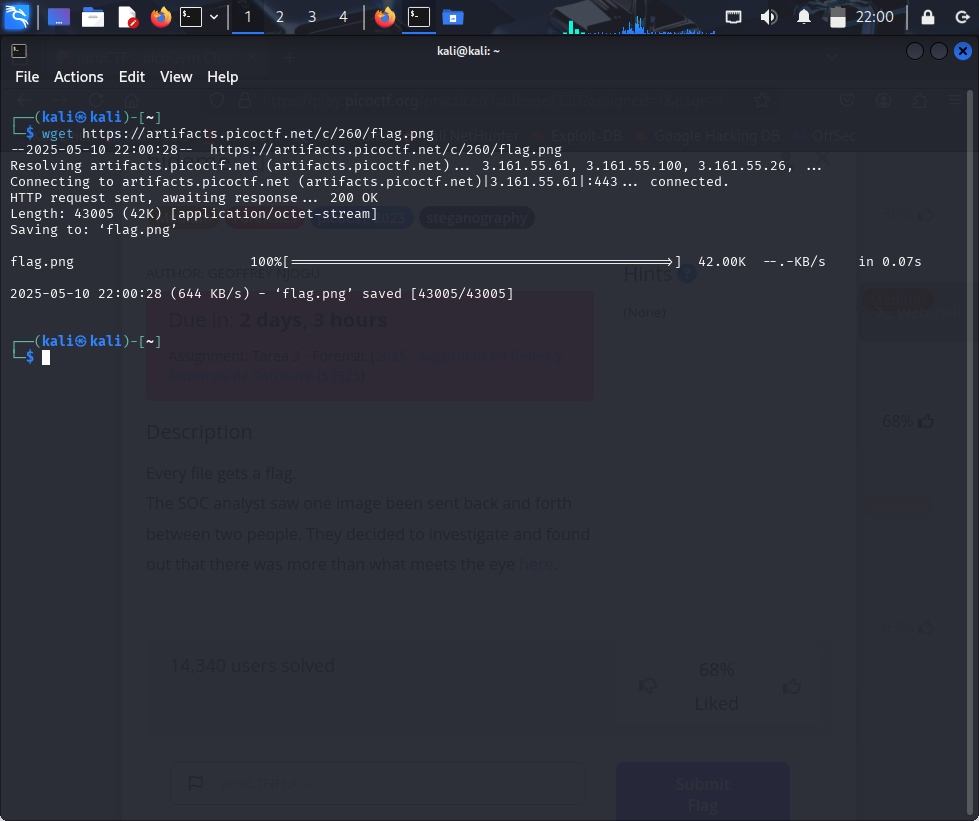 1 2 3 4 22:00
kali@kali: ~
File Actions Edit View Help
┌──(kali㉿kali)-[~]
└─$ wget https://artifacts.picoctf.net/c/260/flag.png
--2025-05-10 22:00:28-- https://artifacts.picoctf.net/c/260/flag.png
Resolving artifacts.picoctf.net (artifacts.picoctf.net)... 3.161.55.61, 3.161.55.100, 3.161.55.26, ...
Connecting to artifacts.picoctf.net (artifacts.picoctf.net)|3.161.55.61|:443... connected.
HTTP request sent, awaiting response... 200 OK
Length: 43005 (42K) [application/octet-stream]
Saving to: ‘flag.png’
flag.png 100%[===================>] 42.00K --.-KB/s in 0.07s
2025-05-10 22:00:28 (644 KB/s) - ‘flag.png’ saved [43005/43005]
┌──(kali㉿kali)-[~]
└─$
Exploit-DB Google Hacking DB OffSec
steganography
AUTHOR: GEOFFREY NJOGU
Hints
(None)
Due in: 2 days, 3 hours
Medium
Description
68%
Every file gets a flag.
The SOC analyst saw one image been sent back and forth
between two people. They decided to investigate and found
out that there was more than what meets the eye here.
14.340 users solved
68%
Liked
Submit
Flag